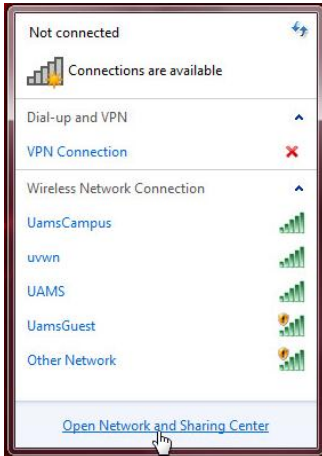 Not connected
Connections are available
Dial-up and VPN
VPN Connection
Wireless Network Connection
UamsCampus
uvwn
UAMS
UamsGuest
Other Network
Open Network and Sharing Center